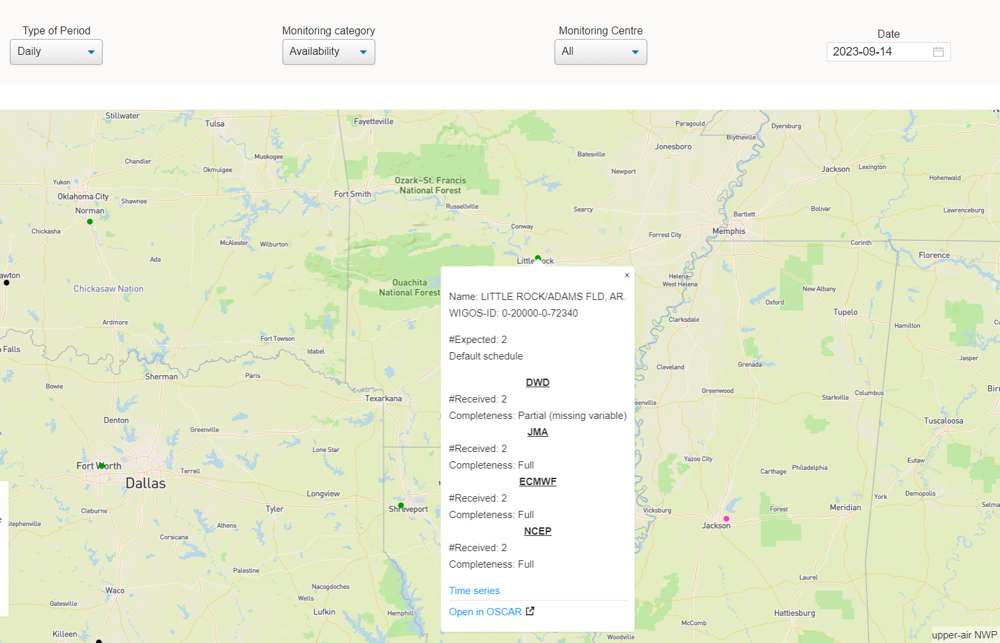 Type of Period
Monitoring category
Monitoring Centre
Date
Daily
Availability
All
2023-09-14
Stillwater
Tulsa
Fayetteville
Paragould
Dyersburg
Blytheville
Jonesboro
Batesville
Muskogee
Chandler
Okmulgee
Newport
Jackson
Lexington
Hohenwald
Yukon
Ozark–St. Francis
National Forest
Oklahoma City
Shawnee
Fort Smith
Russellville
Searcy
Bolivar
Lawrenceburg
Norman
Bartlett
Chickasha
Conway
Forrest City
Memphis
McAlester
Wilburton
Corinth
Florence
Ada
Little Rock
awton
Helena-
West Helena
Chickasaw Nation
Ouachita
National Forest
New Albany
Oxford
Tupelo
Ardmore
Clarksdale
Hamilton
Fort Towson
Idabel
Falls
Cleveland
Grenada
Jasper
Sherman
Paris
Bowie
Greenwood
Columbus
Starkville
Birr
Texarkana
eenville
Denton
Greenville
Tuscaloosa
Lone Star
Yazoo City
Eutaw
Fort Worth
Carthage
Philadelphia
Terrell
Dallas
Longview
York
Demopolis
Cleburne
Tyler
Shreveport
Vicksburg
Forest
Meridian
Selma
Stephenville
Athens
Jackson
Corsicana
Palestine
Laurel
Waco
Nacogdoches
Wells
Gatesville
Lufkin
Hemphill
Hattiesburg
McComb
Killeen
Woodville
×
Name: LITTLE ROCK/ADAMS FLD, AR.
WIGOS-ID: 0-20000-0-72340
#Expected: 2
Default schedule
DWD
#Received: 2
Completeness: Partial (missing variable)
JMA
#Received: 2
Completeness: Full
ECMWF
#Received: 2
Completeness: Full
NCEP
#Received: 2
Completeness: Full
Time series
Open in OSCAR
upper-air NWP